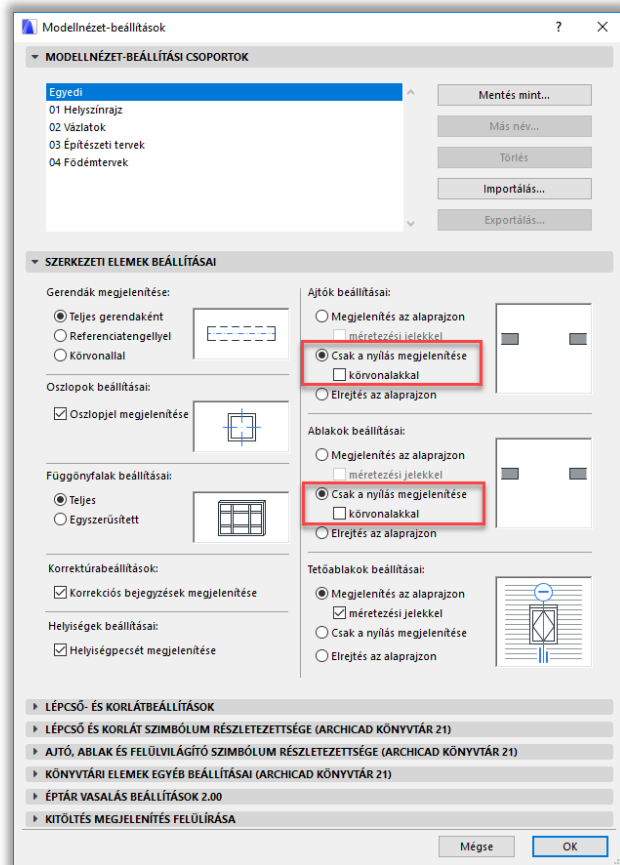 Modellnézet-beállítások
MODELLNÉZET-BEÁLLÍTÁSI CSOPORTOK
Egyedi
01 Helyszínrajz
02 Vázlatok
03 Építészeti tervek
04 Födémtervek
Mentés mint...
Más név...
Törlés
Importálás...
Exportálás...
SZERKEZETI ELEMEK BEÁLLÍTÁSAI
Gerendák megjelenítése:
Teljes gerendaként
Referenciatengellyel
Körvonallal
Oszlopok beállításai:
Oszlopjel megjelenítése
Függönyfalak beállításai:
Teljes
Egyszerűsített
Korrektúrabeállítások:
Korrekciós bejegyzések megjelenítése
Helyiségek beállításai:
Helyiségpecsét megjelenítése
Ajtók beállításai:
Megjelenítés az alaprajzon
méretezési jelekkel
Csak a nyílás megjelenítése
körvonalakkal
Elrejtés az alaprajzon
Ablakok beállításai:
Megjelenítés az alaprajzon
méretezési jelekkel
Csak a nyílás megjelenítése
körvonalakkal
Elrejtés az alaprajzon
Tetőablakok beállításai:
Megjelenítés az alaprajzon
méretezési jelekkel
Csak a nyílás megjelenítése
Elrejtés az alaprajzon
LÉPCSŐ- ÉS KORLÁTBEÁLLÍTÁSOK
LÉPCSŐ ÉS KORLÁT SZIMBÓLUM RÉSZLETEZETTSÉGE (ARCHICAD KÖNYVTÁR 21)
AJTÓ, ABLAK ÉS FELÜLVILÁGÍTÓ SZIMBÓLUM RÉSZLETEZETTSÉGE (ARCHICAD KÖNYVTÁR 21)
KÖNYVTÁRI ELEMEK EGYÉB BEÁLLÍTÁSAI (ARCHICAD KÖNYVTÁR 21)
ÉPTÁR VASALÁS BEÁLLÍTÁSOK 2.00
KITÖLTÉS MEGJELENÍTÉS FELÜLÍRÁSA
Mégse
OK